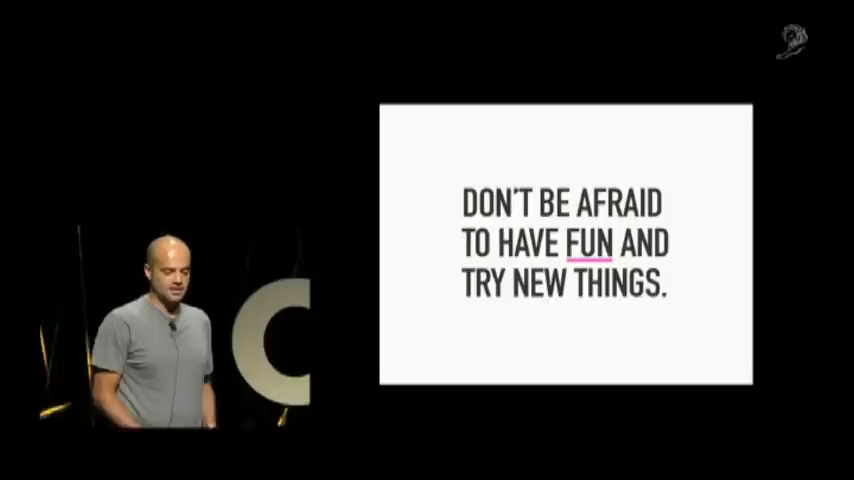 DON'T BE AFRAID
TO HAVE FUN AND
TRY NEW THINGS.
C